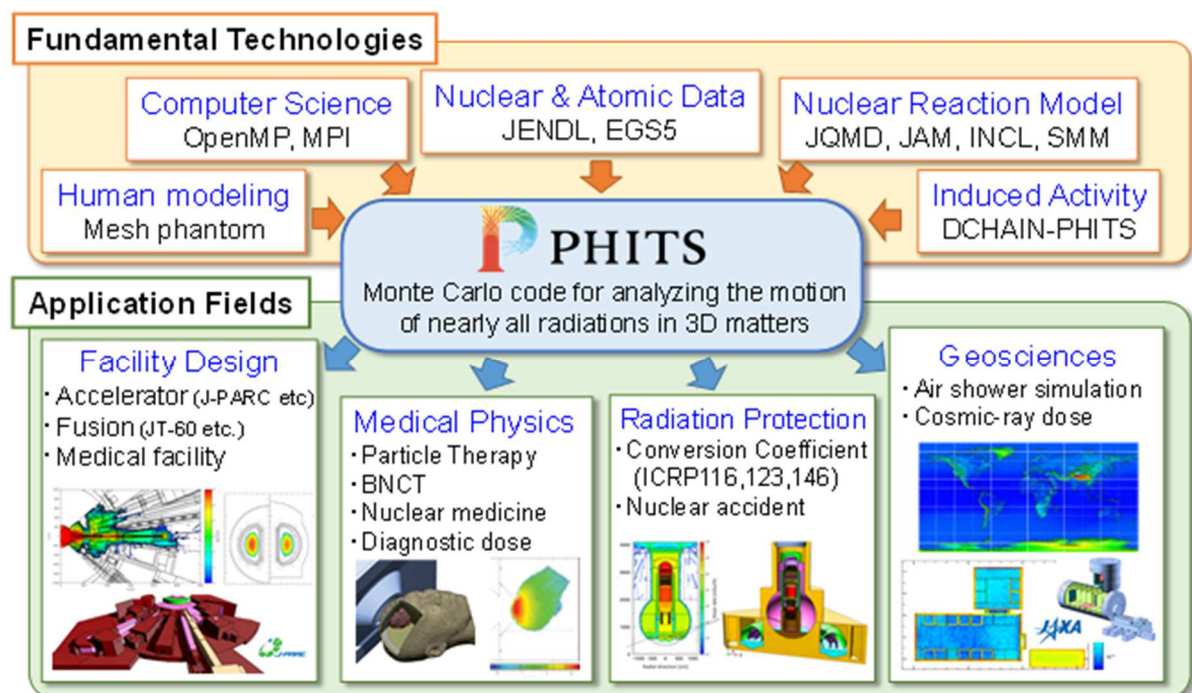 Fundamental Technologies
Computer Science
OpenMP, MPI
Nuclear & Atomic Data
JENDL, EGS5
Nuclear Reaction Model
JQMD, JAM, INCL, SMM
Human modeling
Mesh phantom
Induced Activity
DCHAIN-PHITS
PHITS
Monte Carlo code for analyzing the motion
of nearly all radiations in 3D matters
Application Fields
Facility Design
・Accelerator (J-PARC etc)
・Fusion (JT-60 etc.)
・Medical facility
J-PARC
Medical Physics
・Particle Therapy
・BNCT
・Nuclear medicine
・Diagnostic dose
Radiation Protection
・Conversion Coefficient
(ICRP116,123,146)
・Nuclear accident
Geosciences
・Air shower simulation
・Cosmic-ray dose
JAXA